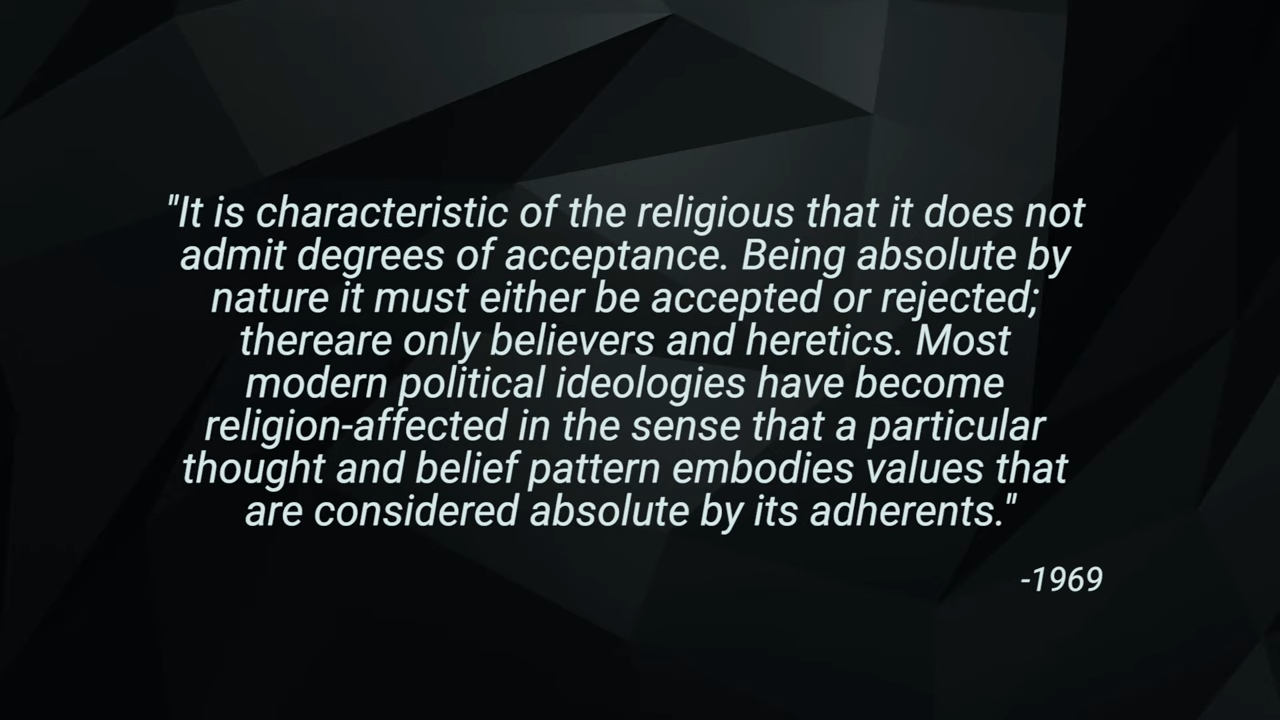 "It is characteristic of the religious that it does not
admit degrees of acceptance. Being absolute by
nature it must either be accepted or rejected;
thereare only believers and heretics. Most
modern political ideologies have become
religion-affected in the sense that a particular
thought and belief pattern embodies values that
are considered absolute by its adherents."
-1969